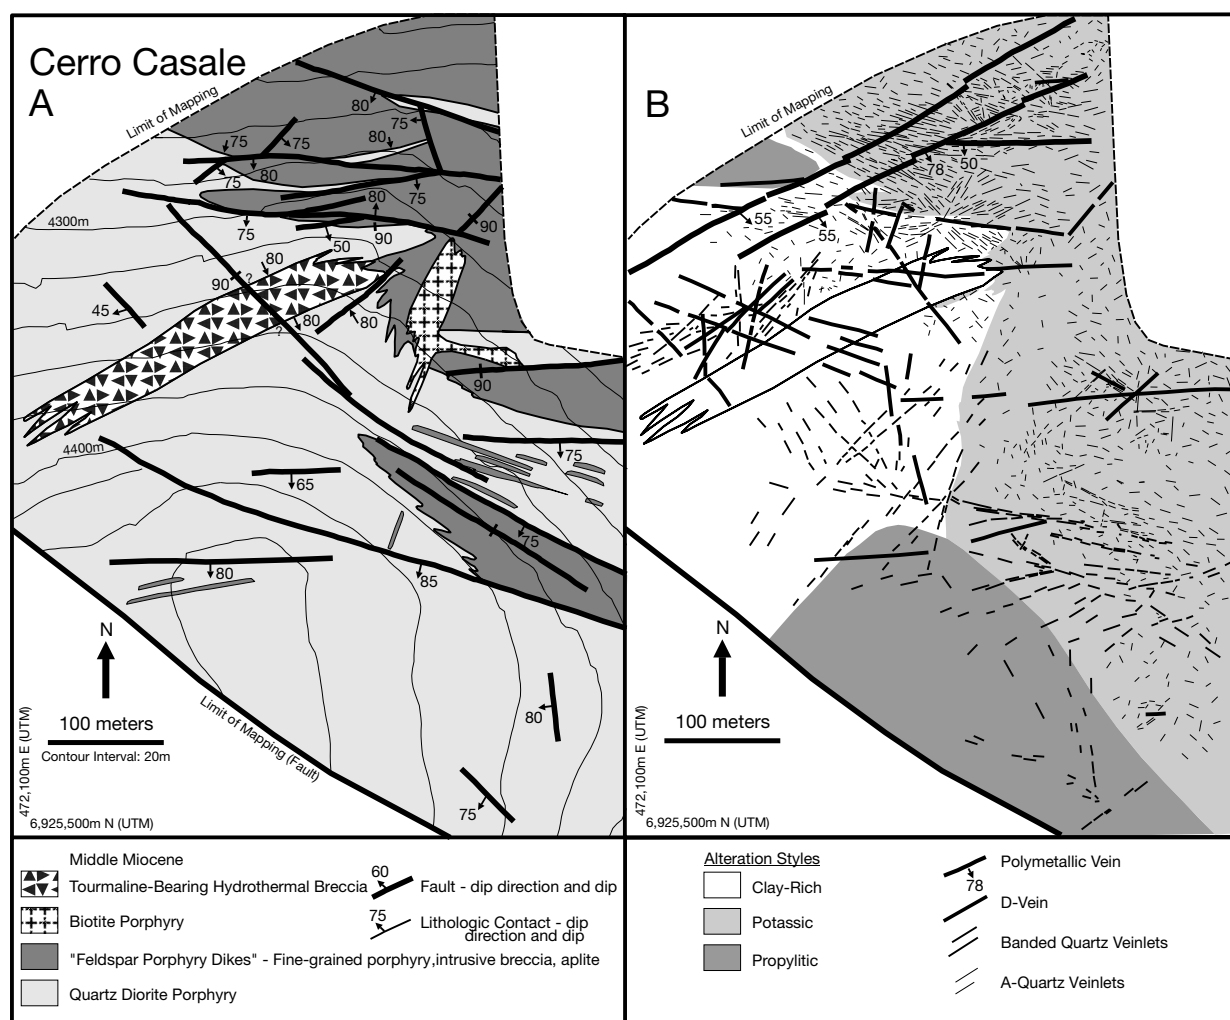 Cerro Casale
A
Limit of Mapping
80
75
75
75
80
80
75
75
80
75
90
50
90
4300m
80
90
?
45
80
80
?
90
4400m
75
65
75
80
85
N
100 meters
Contour Interval: 20m
80
75
Limit of Mapping (Fault)
472,100m E (UTM)
6,925,500m N (UTM)
B
Limit of Mapping
50
78
55
55
N
100 meters
472,100m E (UTM)
6,925,500m N (UTM)
Middle Miocene
Tourmaline-Bearing Hydrothermal Breccia
Biotite Porphyry
"Feldspar Porphyry Dikes" - Fine-grained porphyry,intrusive breccia, aplite
Quartz Diorite Porphyry
60
Fault - dip direction and dip
75
Lithologic Contact - dip
direction and dip
Alteration Styles
Clay-Rich
Potassic
Propylitic
Polymetallic Vein
78
D-Vein
Banded Quartz Veinlets
A-Quartz Veinlets